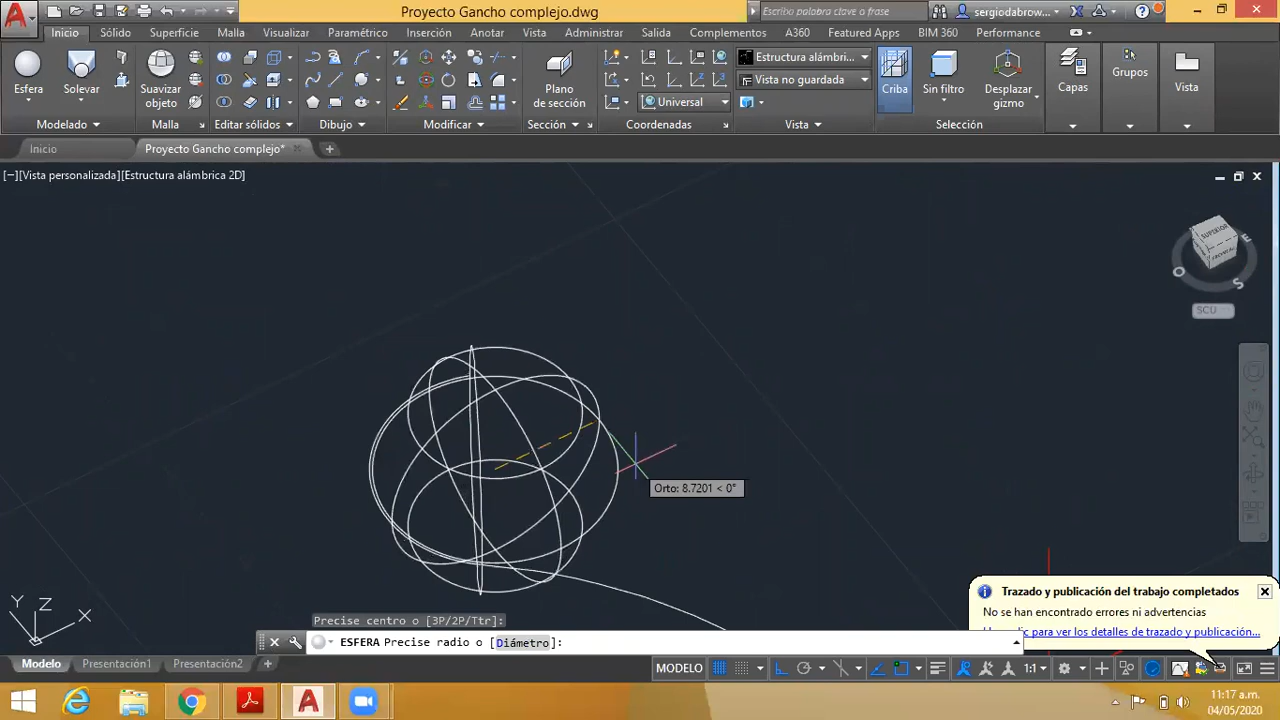 Proyecto Gancho complejo.dwg
Escribe palabra clave o frase
sergiodabrow...
Inicio Sólido Superficie Malla Visualizar Paramétrico Inserción Anotar Vista Administrar Salida Complementos A360 Featured Apps BIM 360 Performance
Esfera
Solevar
Suavizar objeto
Plano de sección
Universal
Estructura alámbri...
Vista no guardada
Criba
Sin filtro
Desplazar gizmo
Capas
Grupos
Vista
Modelado
Malla
Editar sólidos
Dibujo
Modificar
Sección
Coordenadas
Vista
Selección
Inicio
Proyecto Gancho complejo*
[−][Vista personalizada][Estructura alámbrica 2D]
SUPERIOR
E
O
S
SCU
Orto: 8.7201 < 0°
Y
Z
X
Precise centro o [3P/2P/Ttr]:
ESFERA Precise radio o [Diámetro]:
Trazado y publicación del trabajo completados
No se han encontrado errores ni advertencias
clic para ver los detalles de trazado y publicación...
Modelo Presentación1 Presentación2
MODELO
1:1
11:17 a.m.
04/05/2020